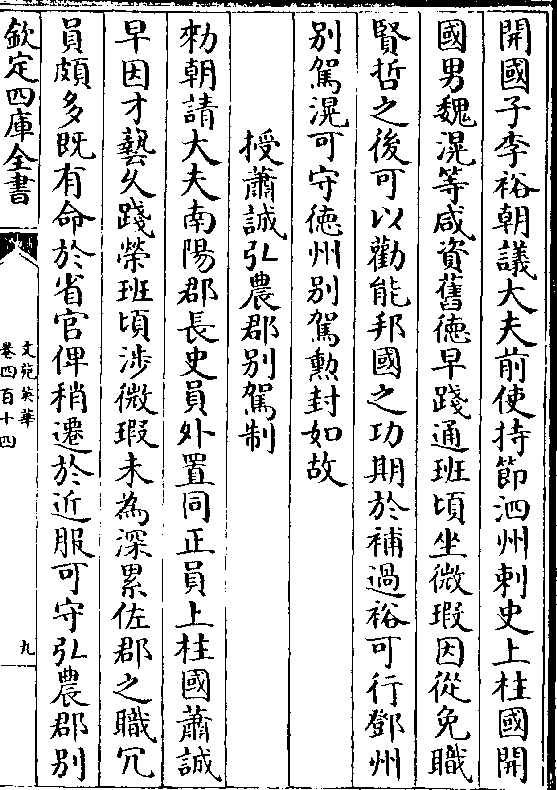 開國子李裕朝議大夫前使持節泗州刺史上柱國開
國男魏滉等咸資舊徳早踐通班頃坐微瑕因從免職
賢哲之後可以勸能邦國之功期於補過裕可行鄧州
别駕滉可守徳州别駕勲封如故
授蕭誠弘農郡别駕制
勑朝請大夫南陽郡長史員外置同正員上柱國蕭誠
早因才藝久踐榮班頃渉微瑕未為深累佐郡之職冗
員頗多既有命於省官俾稍遷於近服可守弘農郡别
欽定四庫全書
文苑英華
卷四百十四
九